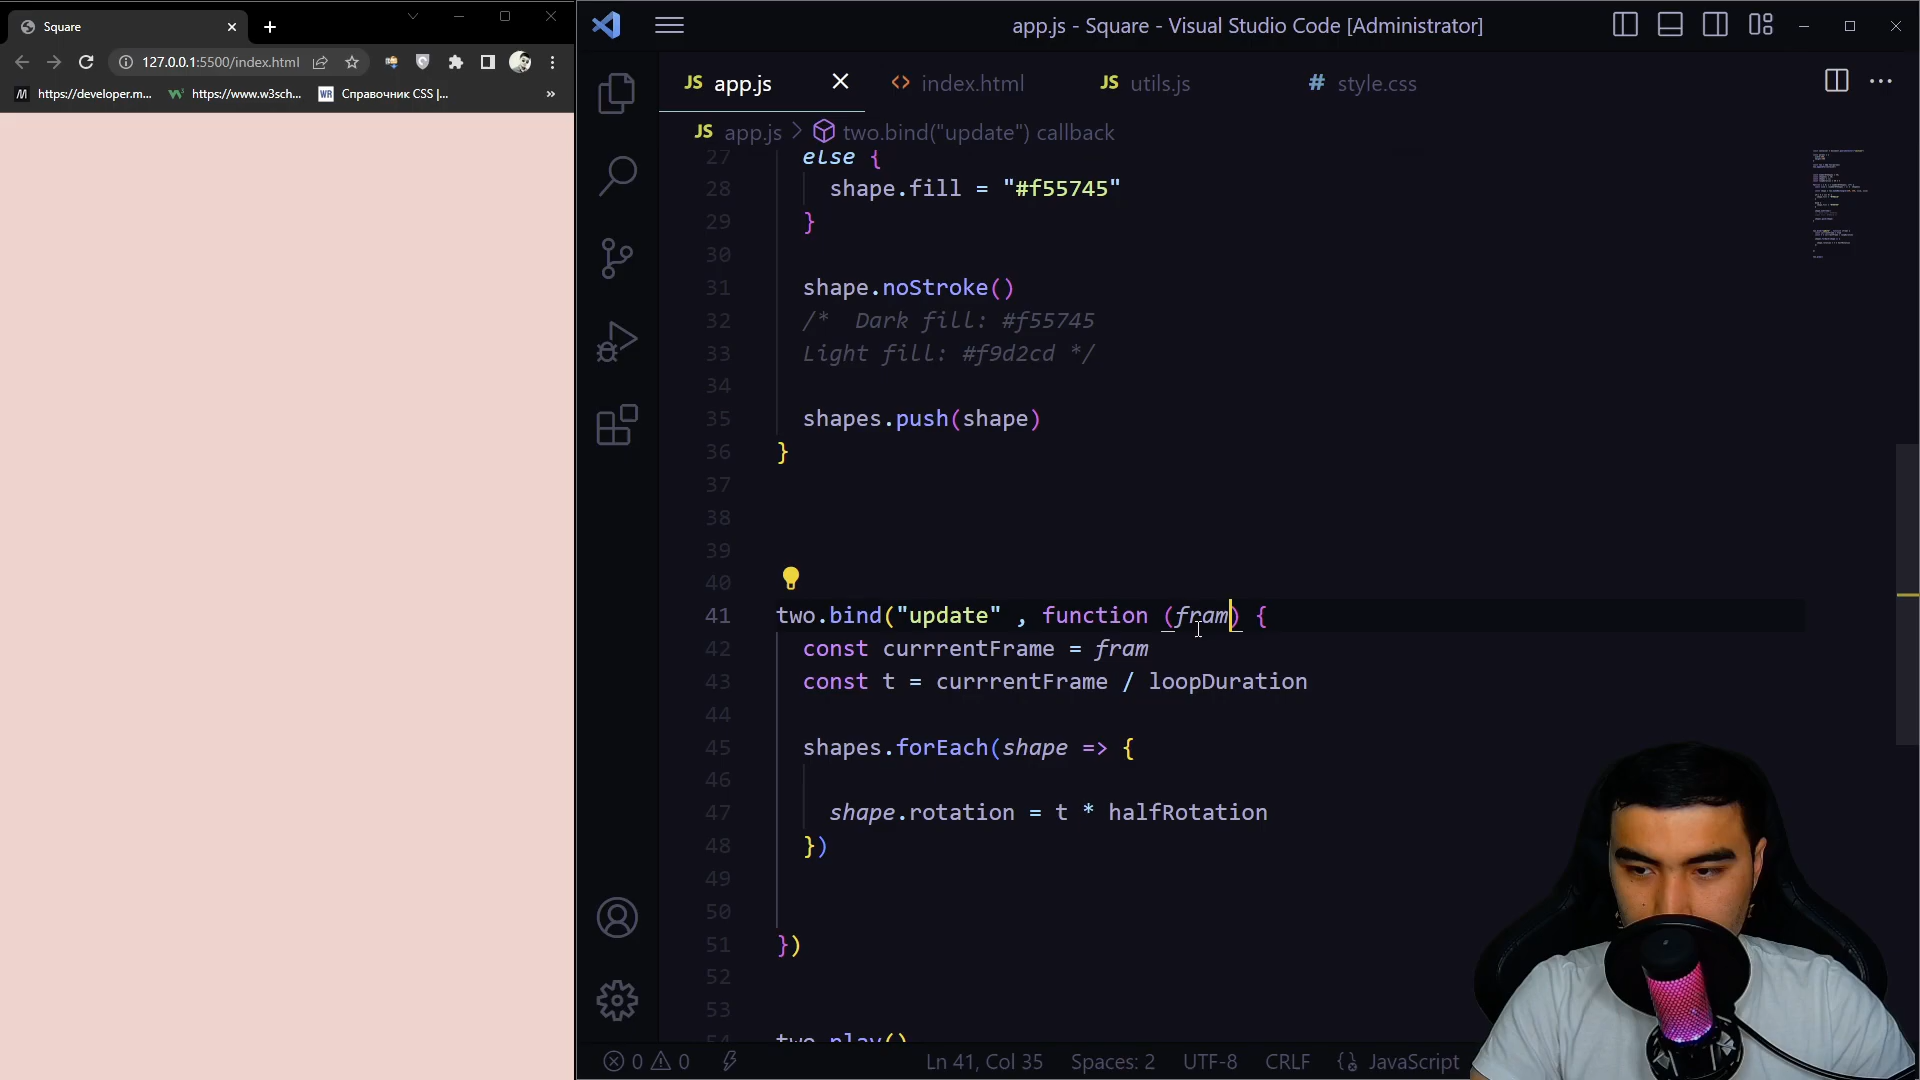 Square
127.0.0.1:5500/index.html
https://developer.m...
https://www.w3sch...
WR Справочник CSS |...
app.js - Square - Visual Studio Code [Administrator]
JS app.js
<> index.html
JS utils.js
# style.css
JS app.js > two.bind("update") callback
27 else {
28 shape.fill = "#f55745"
29 }
30
31 shape.noStroke()
32 /*  Dark fill: #f55745
33 Light fill: #f9d2cd */
34
35 shapes.push(shape)
36 }
37
38
39
40
41 two.bind("update" , function (fram) {
42 const currrentFrame = fram
43 const t = currrentFrame / loopDuration
44
45 shapes.forEach(shape => {
46
47 shape.rotation = t * halfRotation
48 })
49
50
51 })
52
53
54 two.play()
0 0 Ln 41, Col 35 Spaces: 2 UTF-8 CRLF {} JavaScript